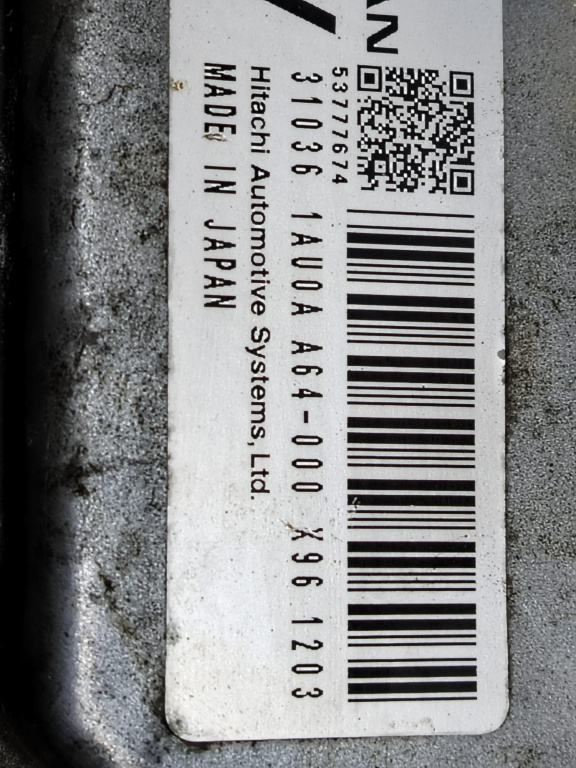 53777674
31036 1AU0A A64-000 X96 1203
Hitachi Automotive Systems, Ltd.
MADE IN JAPAN